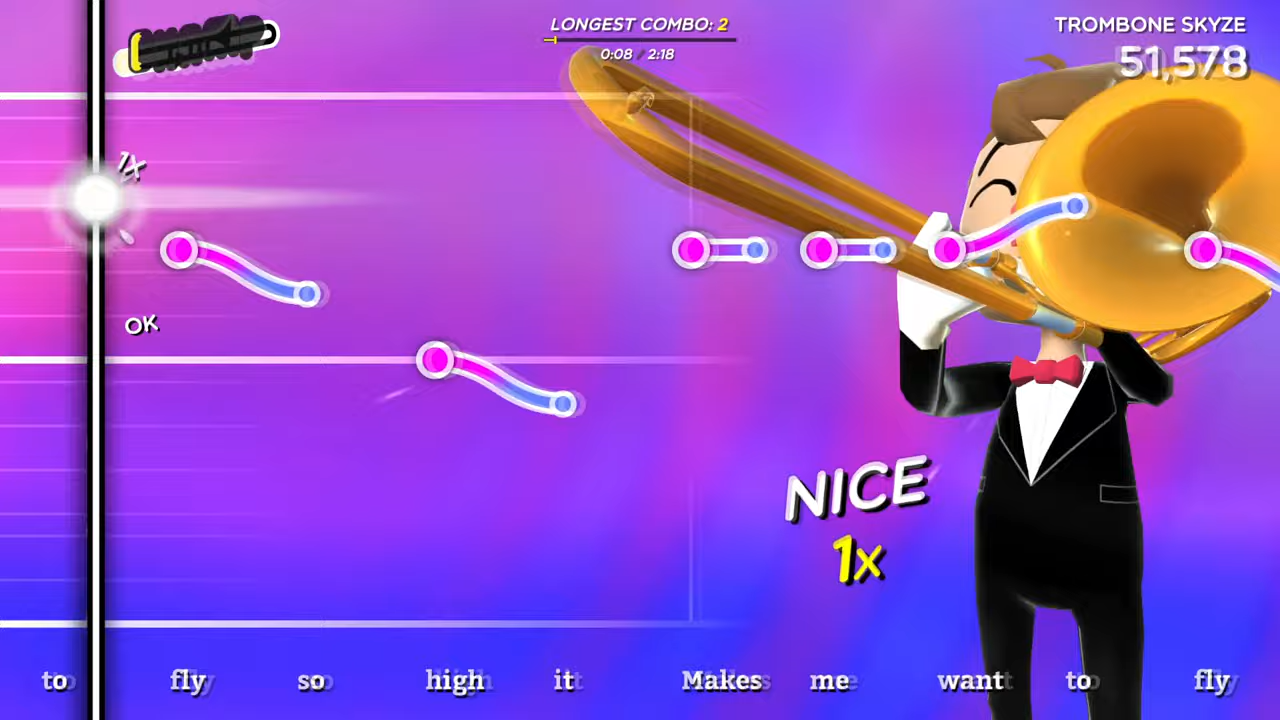 LONGEST COMBO: 2
0:08 / 2:18
TROMBONE SKYZE
51,578
1X
OK
NICE
1x
to fly so high it Makes me want to fly